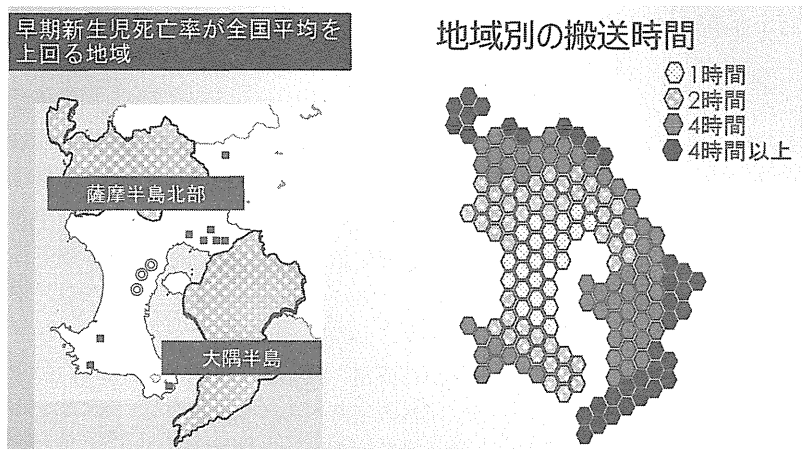 早期新生児死亡率が全国平均を
上回る地域
薩摩半島北部
大隅半島
地域別の搬送時間
1時間
2時間
4時間
4時間以上